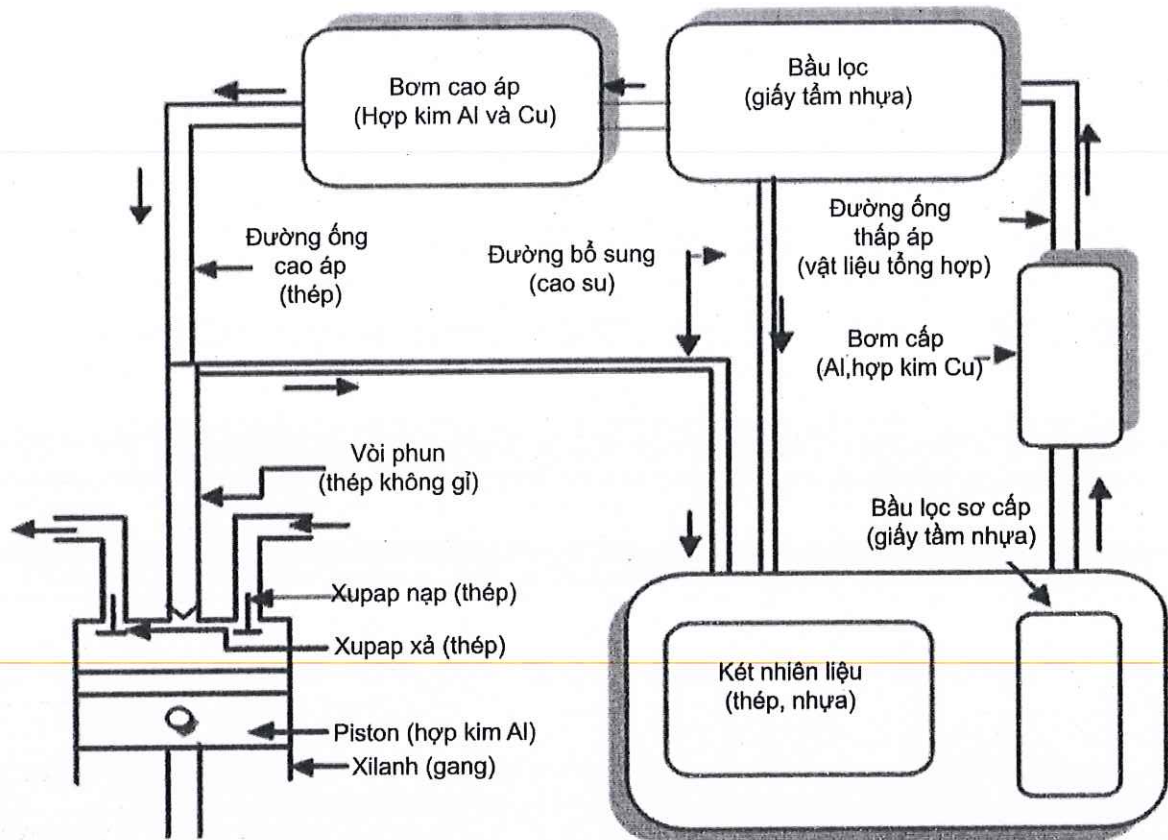 Bơm cao áp
(Hợp kim Al và Cu)
Bầu lọc
(giấy tẩm nhựa)
Đường ống
cao áp
(thép)
Đường bổ sung
(cao su)
Đường ống
thấp áp
(vật liệu tổng hợp)
Bơm cấp
(Al,hợp kim Cu)
Vòi phun
(thép không gỉ)
Bầu lọc sơ cấp
(giấy tầm nhựa)
Xupap nạp (thép)
Xupap xả (thép)
Két nhiên liệu
(thép, nhựa)
Piston (hợp kim Al)
Xilanh (gang)